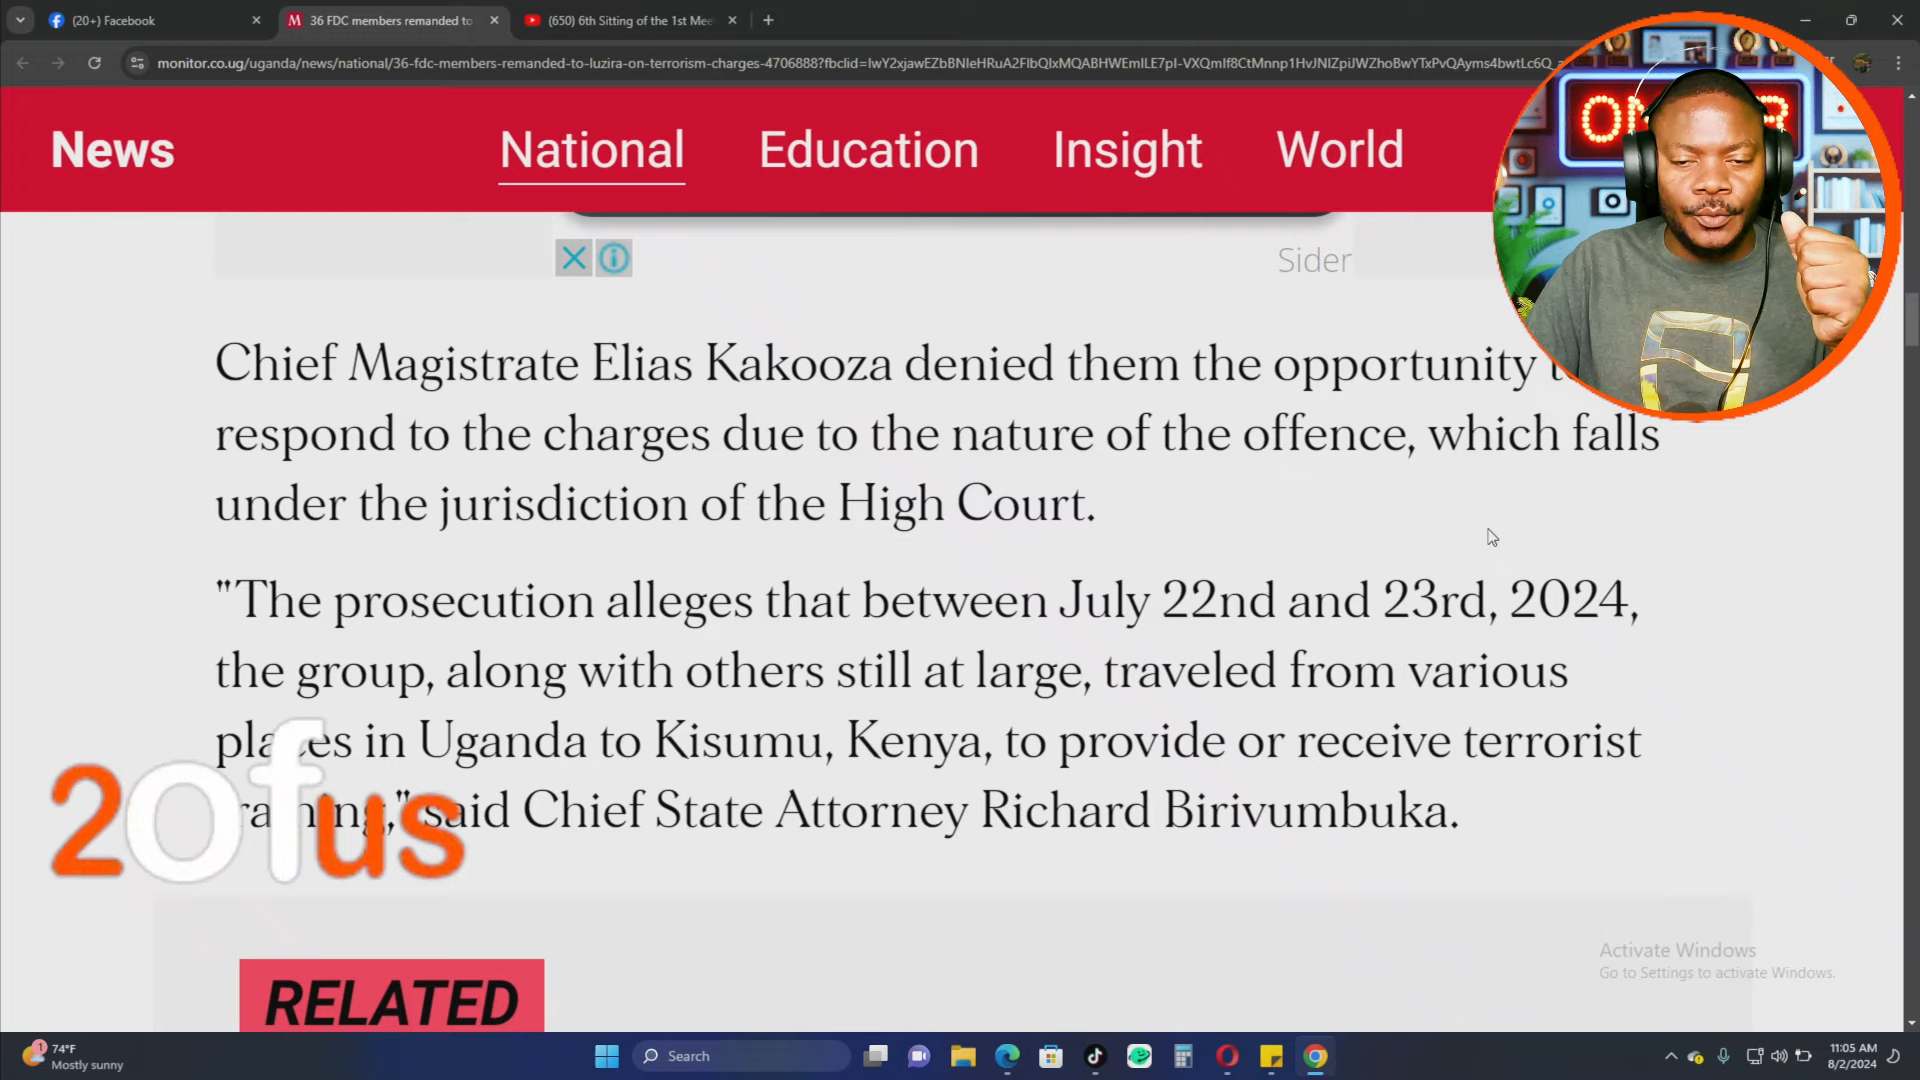 (20+) Facebook
36 FDC members remanded to
(650) 6th Sitting of the 1st Mee
monitor.co.ug/uganda/news/national/36-fdc-members-remanded-to-luzira-on-terrorism-charges-4706888?fbclid=
News
National
Education
Insight
World
Sider
Chief Magistrate Elias Kakooza denied them the opportunity
respond to the charges due to the nature of the offence, which falls
under the jurisdiction of the High Court.
"The prosecution alleges that between July 22nd and 23rd, 2024,
the group, along with others still at large, traveled from various
places in Uganda to Kisumu, Kenya, to provide or receive terrorist
said Chief State Attorney Richard Birivumbuka.
2Ofus
RELATED
Activate Windows
Go to Settings to activate Windows.
1
74°F
Mostly sunny
Search
11:05 AM
8/2/2024